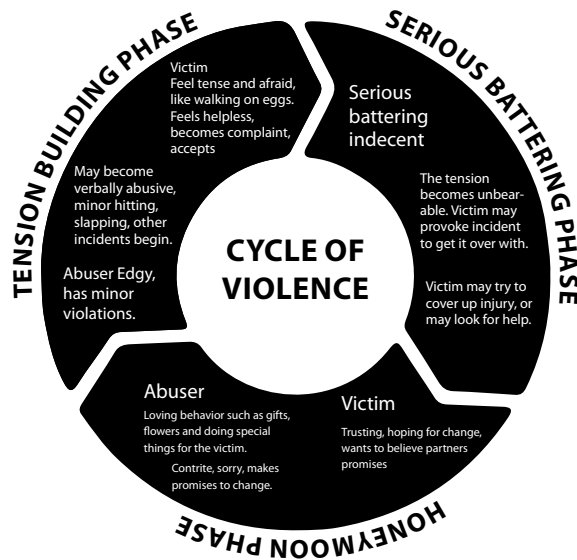 TENSION BUILDING PHASE
Victim
Feel tense and afraid,
like walking on eggs.
Feels helpless,
becomes complaint,
accepts
May become
verbally abusive,
minor hitting,
slapping, other
incidents begin.
Abuser Edgy,
has minor
violations.
SERIOUS BATTERING PHASE
Serious
battering
indecent
The tension
becomes unbear-
able. Victim may
provoke incident
to get it over with.
Victim may try to
cover up injury, or
may look for help.
CYCLE OF
VIOLENCE
Abuser
Loving behavior such as gifts,
flowers and doing special
things for the victim.
Contrite, sorry, makes
promises to change.
Victim
Trusting, hoping for change,
wants to believe partners
promises
HONEYMOON PHASE